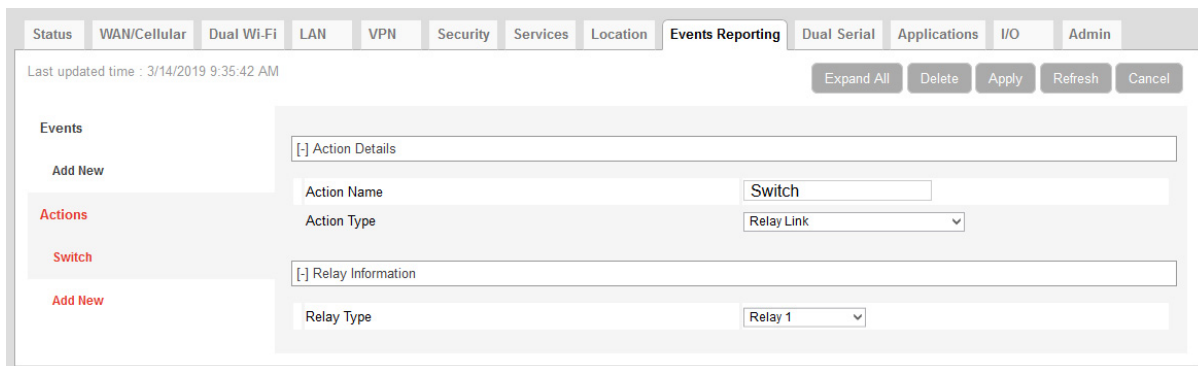 Status WAN/Cellular Dual Wi-Fi LAN VPN Security Services Location Events Reporting Dual Serial Applications I/O Admin
Last updated time : 3/14/2019 9:35:42 AM
Expand All Delete Apply Refresh Cancel
Events
Add New
Actions
Switch
Add New
[-] Action Details
Action Name Switch
Action Type Relay Link
[-] Relay Information
Relay Type Relay 1